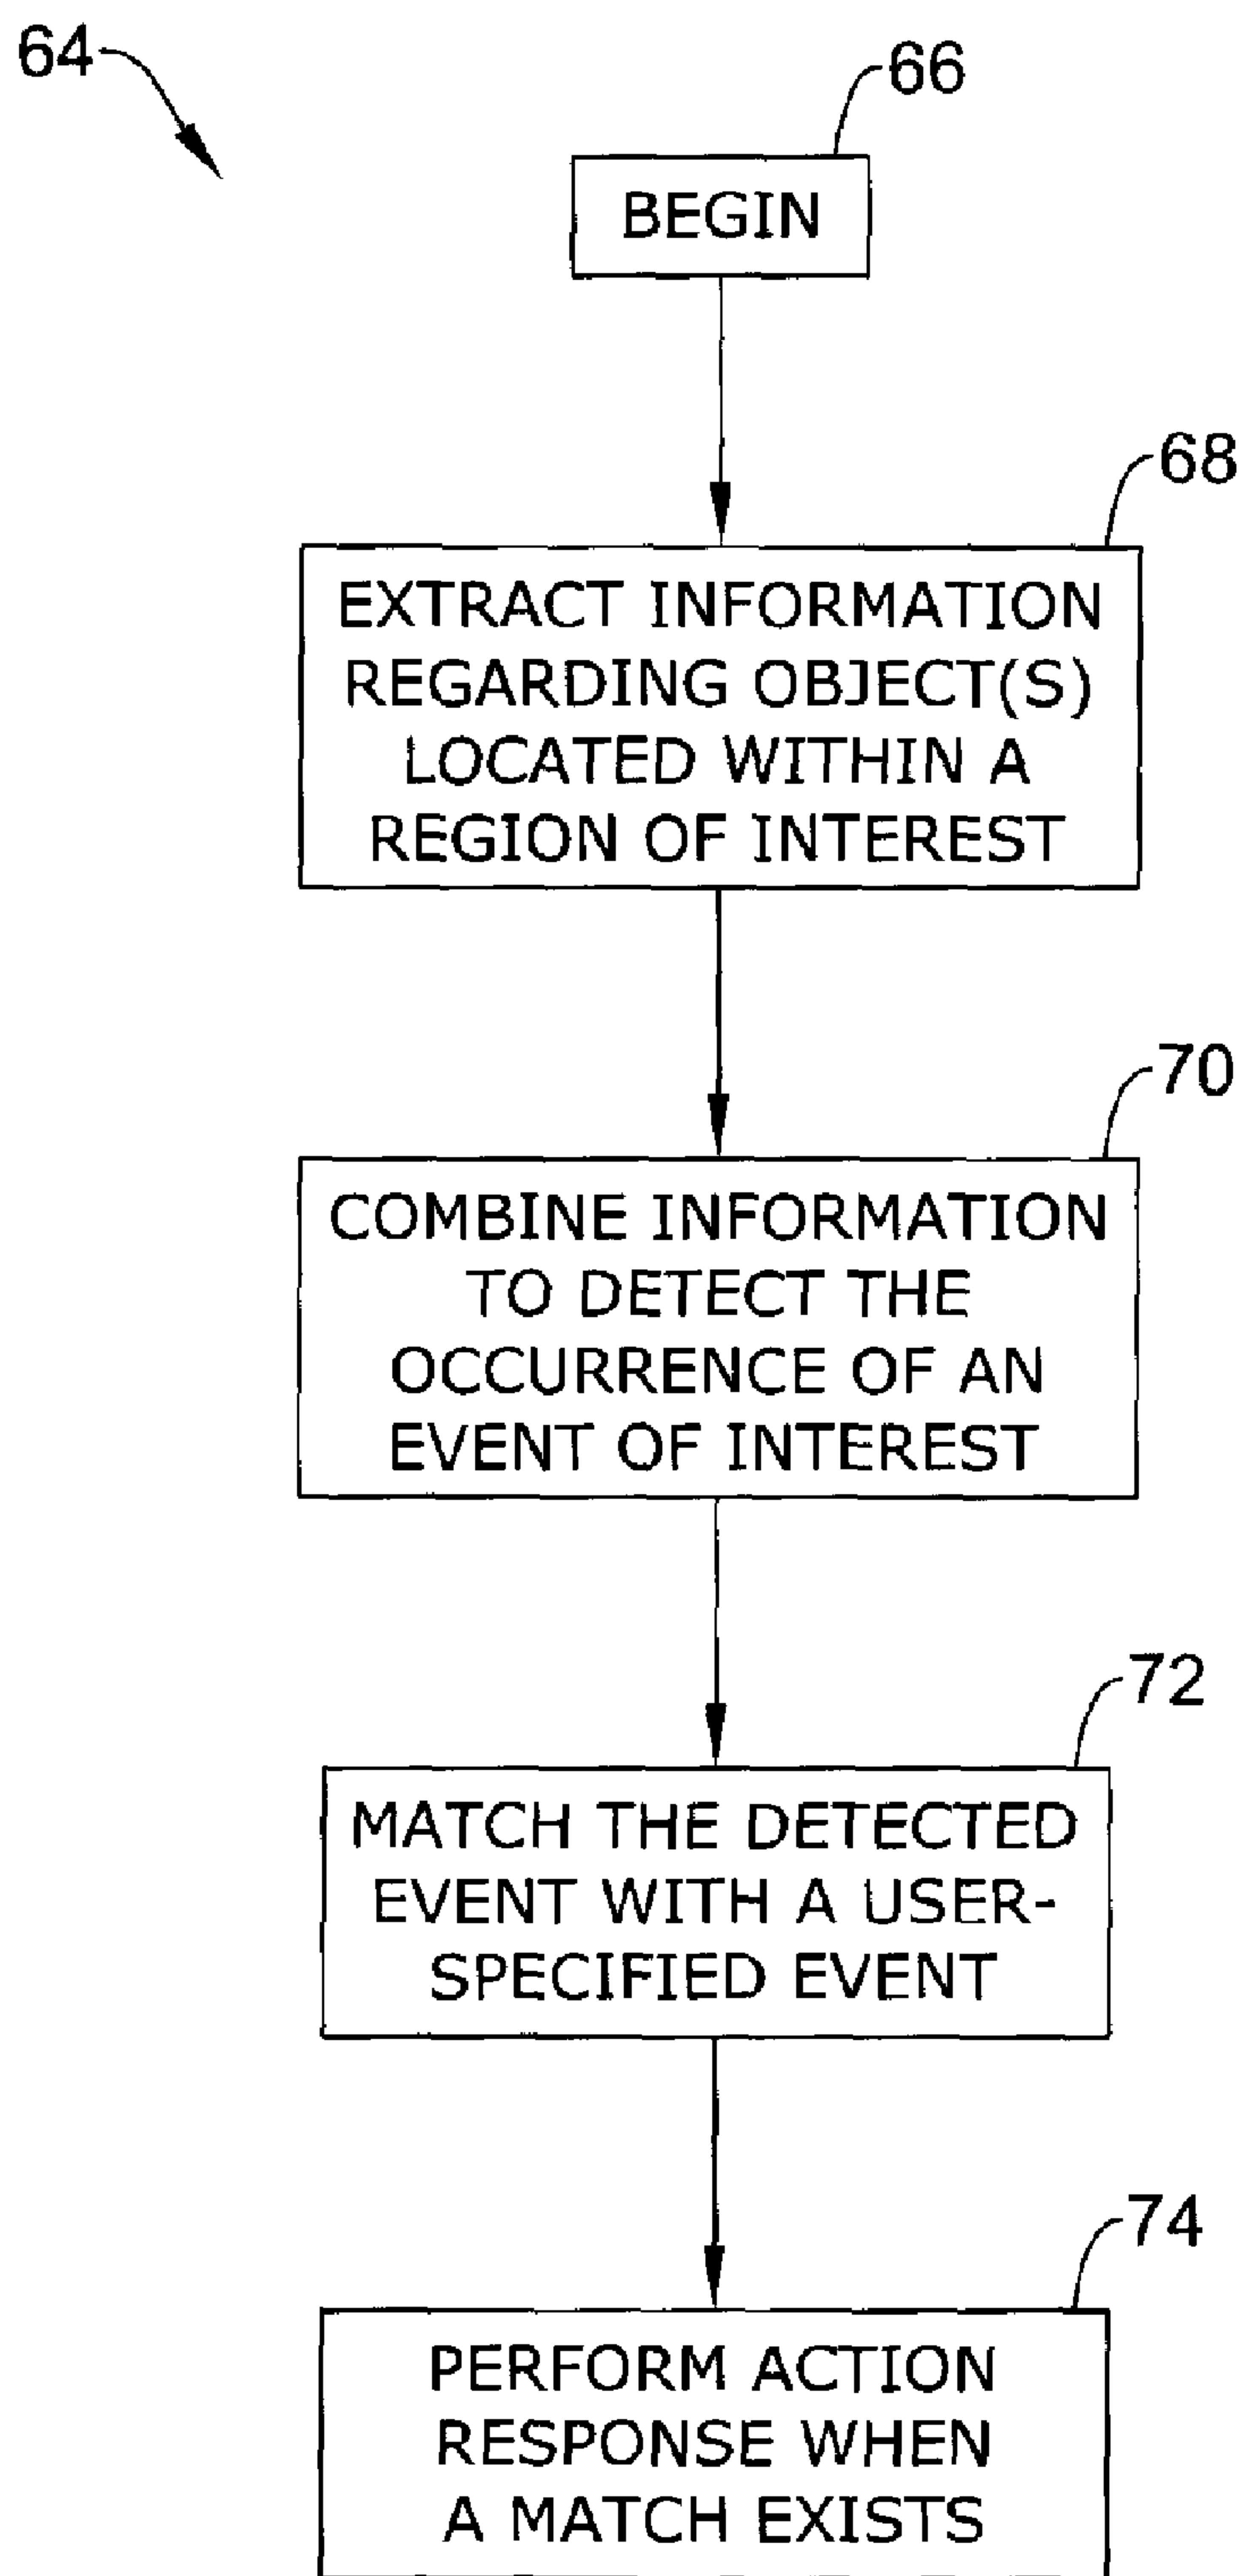 64
66
BEGIN
68
EXTRACT INFORMATION
REGARDING OBJECT(S)
LOCATED WITHIN A
REGION OF INTEREST
70
COMBINE INFORMATION
TO DETECT THE
OCCURRENCE OF AN
EVENT OF INTEREST
72
MATCH THE DETECTED
EVENT WITH A USER-
SPECIFIED EVENT
74
PERFORM ACTION
RESPONSE WHEN
A MATCH EXISTS